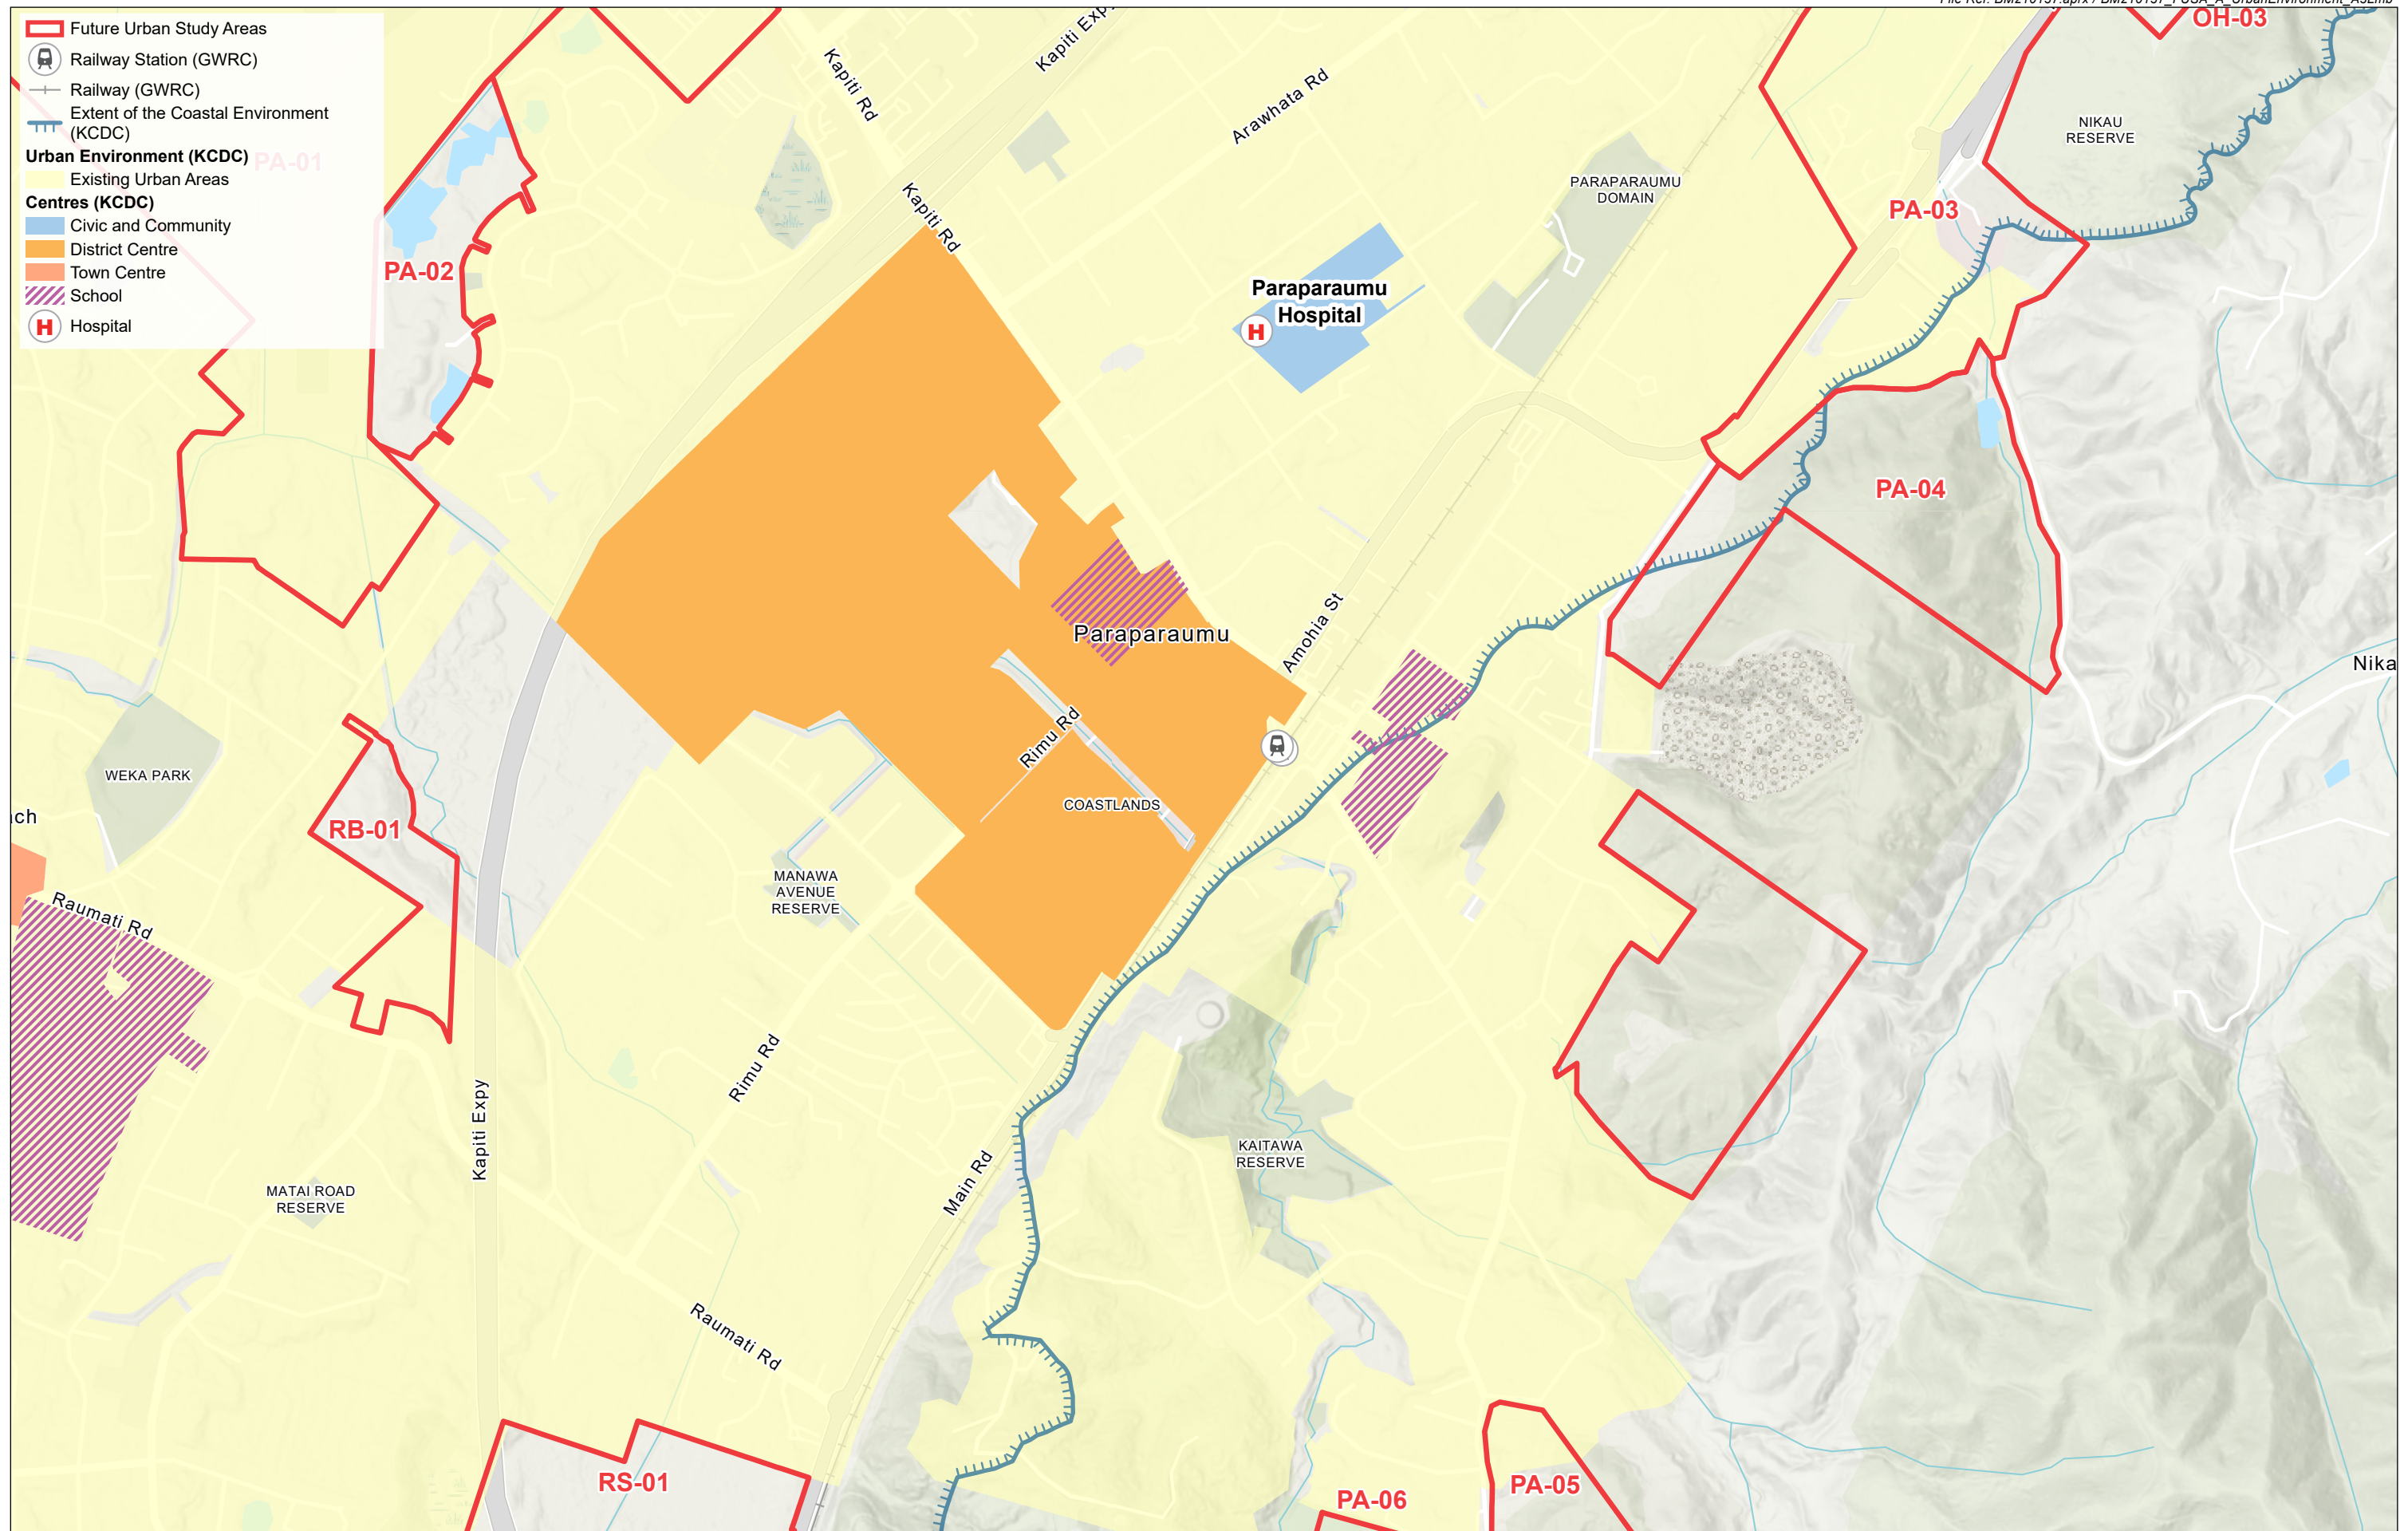 OH-03
Future Urban Study Areas
Railway Station (GWRC)
Railway (GWRC)
Extent of the Coastal Environment
(KCDC)
Urban Environment (KCDC)
PA-01
Existing Urban Areas
Centres (KCDC)
Civic and Community
District Centre
Town Centre
School
Hospital
Kapiti Rd
Kapiti Expy
Arawhata Rd
NIKAU
RESERVE
PARAPARAUMU
DOMAIN
Kapiti Rd
PA-03
PA-02
Paraparaumu
Hospital
H
PA-04
Amohia St
Paraparaumu
Nika
Rimu Rd
WEKA PARK
COASTLANDS
ch
RB-01
MANAWA
AVENUE
RESERVE
Raumati Rd
Rimu Rd
Kapiti Expy
KAITAWA
RESERVE
Main Rd
MATAI ROAD
RESERVE
Raumati Rd
RS-01
PA-05
PA-06